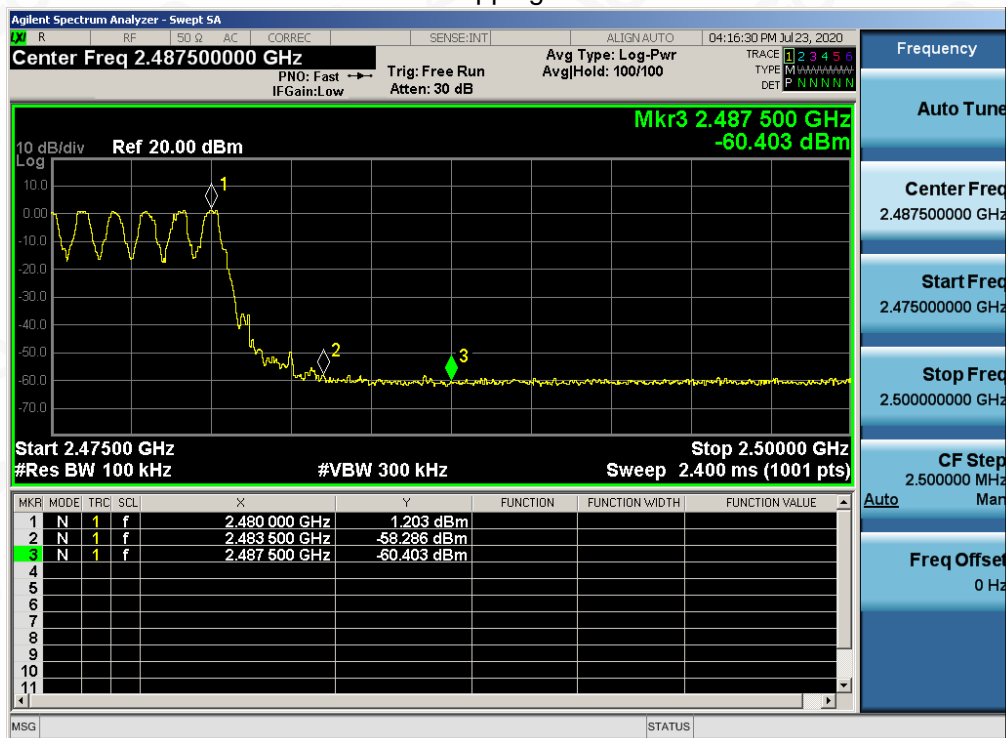 pping
Agilent Spectrum Analyzer - Swept SA
LXI R RF 50 Ω AC CORREC SENSE:INT ALIGN AUTO 04:16:30 PM Jul 23, 2020
Center Freq 2.487500000 GHz
PNO: Fast
IFGain:Low
Trig: Free Run
Atten: 30 dB
Avg Type: Log-Pwr
Avg|Hold: 100/100
TRACE 1 2 3 4 5 6
TYPE M
DET P N N N N N
Mkr3 2.487 500 GHz
-60.403 dBm
10 dB/div Ref 20.00 dBm
Log
10.0
0.00
-10.0
-20.0
-30.0
-40.0
-50.0
-60.0
-70.0
1
2
3
Start 2.47500 GHz Stop 2.50000 GHz
#Res BW 100 kHz #VBW 300 kHz Sweep 2.400 ms (1001 pts)
MKR MODE TRC SCL X Y FUNCTION FUNCTION WIDTH FUNCTION VALUE
1 N 1 f 2.480 000 GHz 1.203 dBm
2 N 1 f 2.483 500 GHz -58.286 dBm
3 N 1 f 2.487 500 GHz -60.403 dBm
4
5
6
7
8
9
10
11
MSG STATUS
Frequency
Auto Tune
Center Freq
2.487500000 GHz
Start Freq
2.475000000 GHz
Stop Freq
2.500000000 GHz
CF Step
2.500000 MHz
Auto Man
Freq Offset
0 Hz